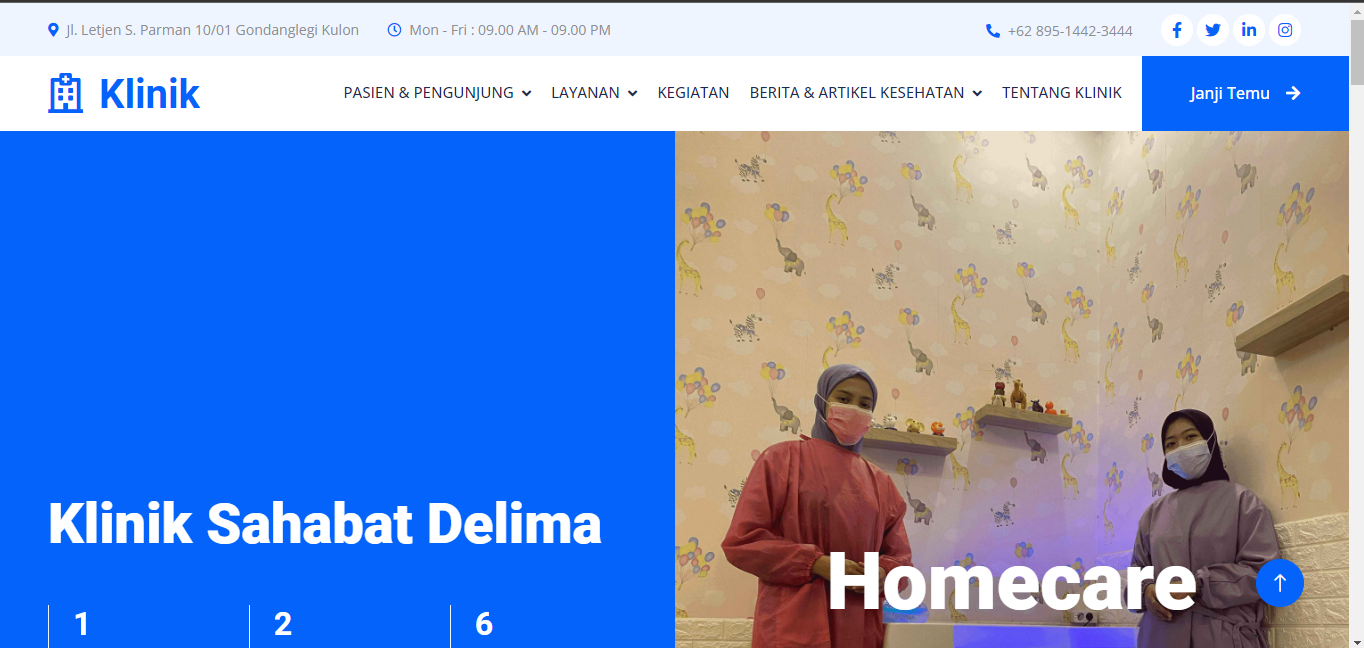 Jl. Letjen S. Parman 10/01 Gondanglegi Kulon
Mon - Fri : 09.00 AM - 09.00 PM
+62 895-1442-3444
Klinik
PASIEN & PENGUNJUNG
LAYANAN
KEGIATAN
BERITA & ARTIKEL KESEHATAN
TENTANG KLINIK
Janji Temu
Klinik Sahabat Delima
Homecare
1
2
6